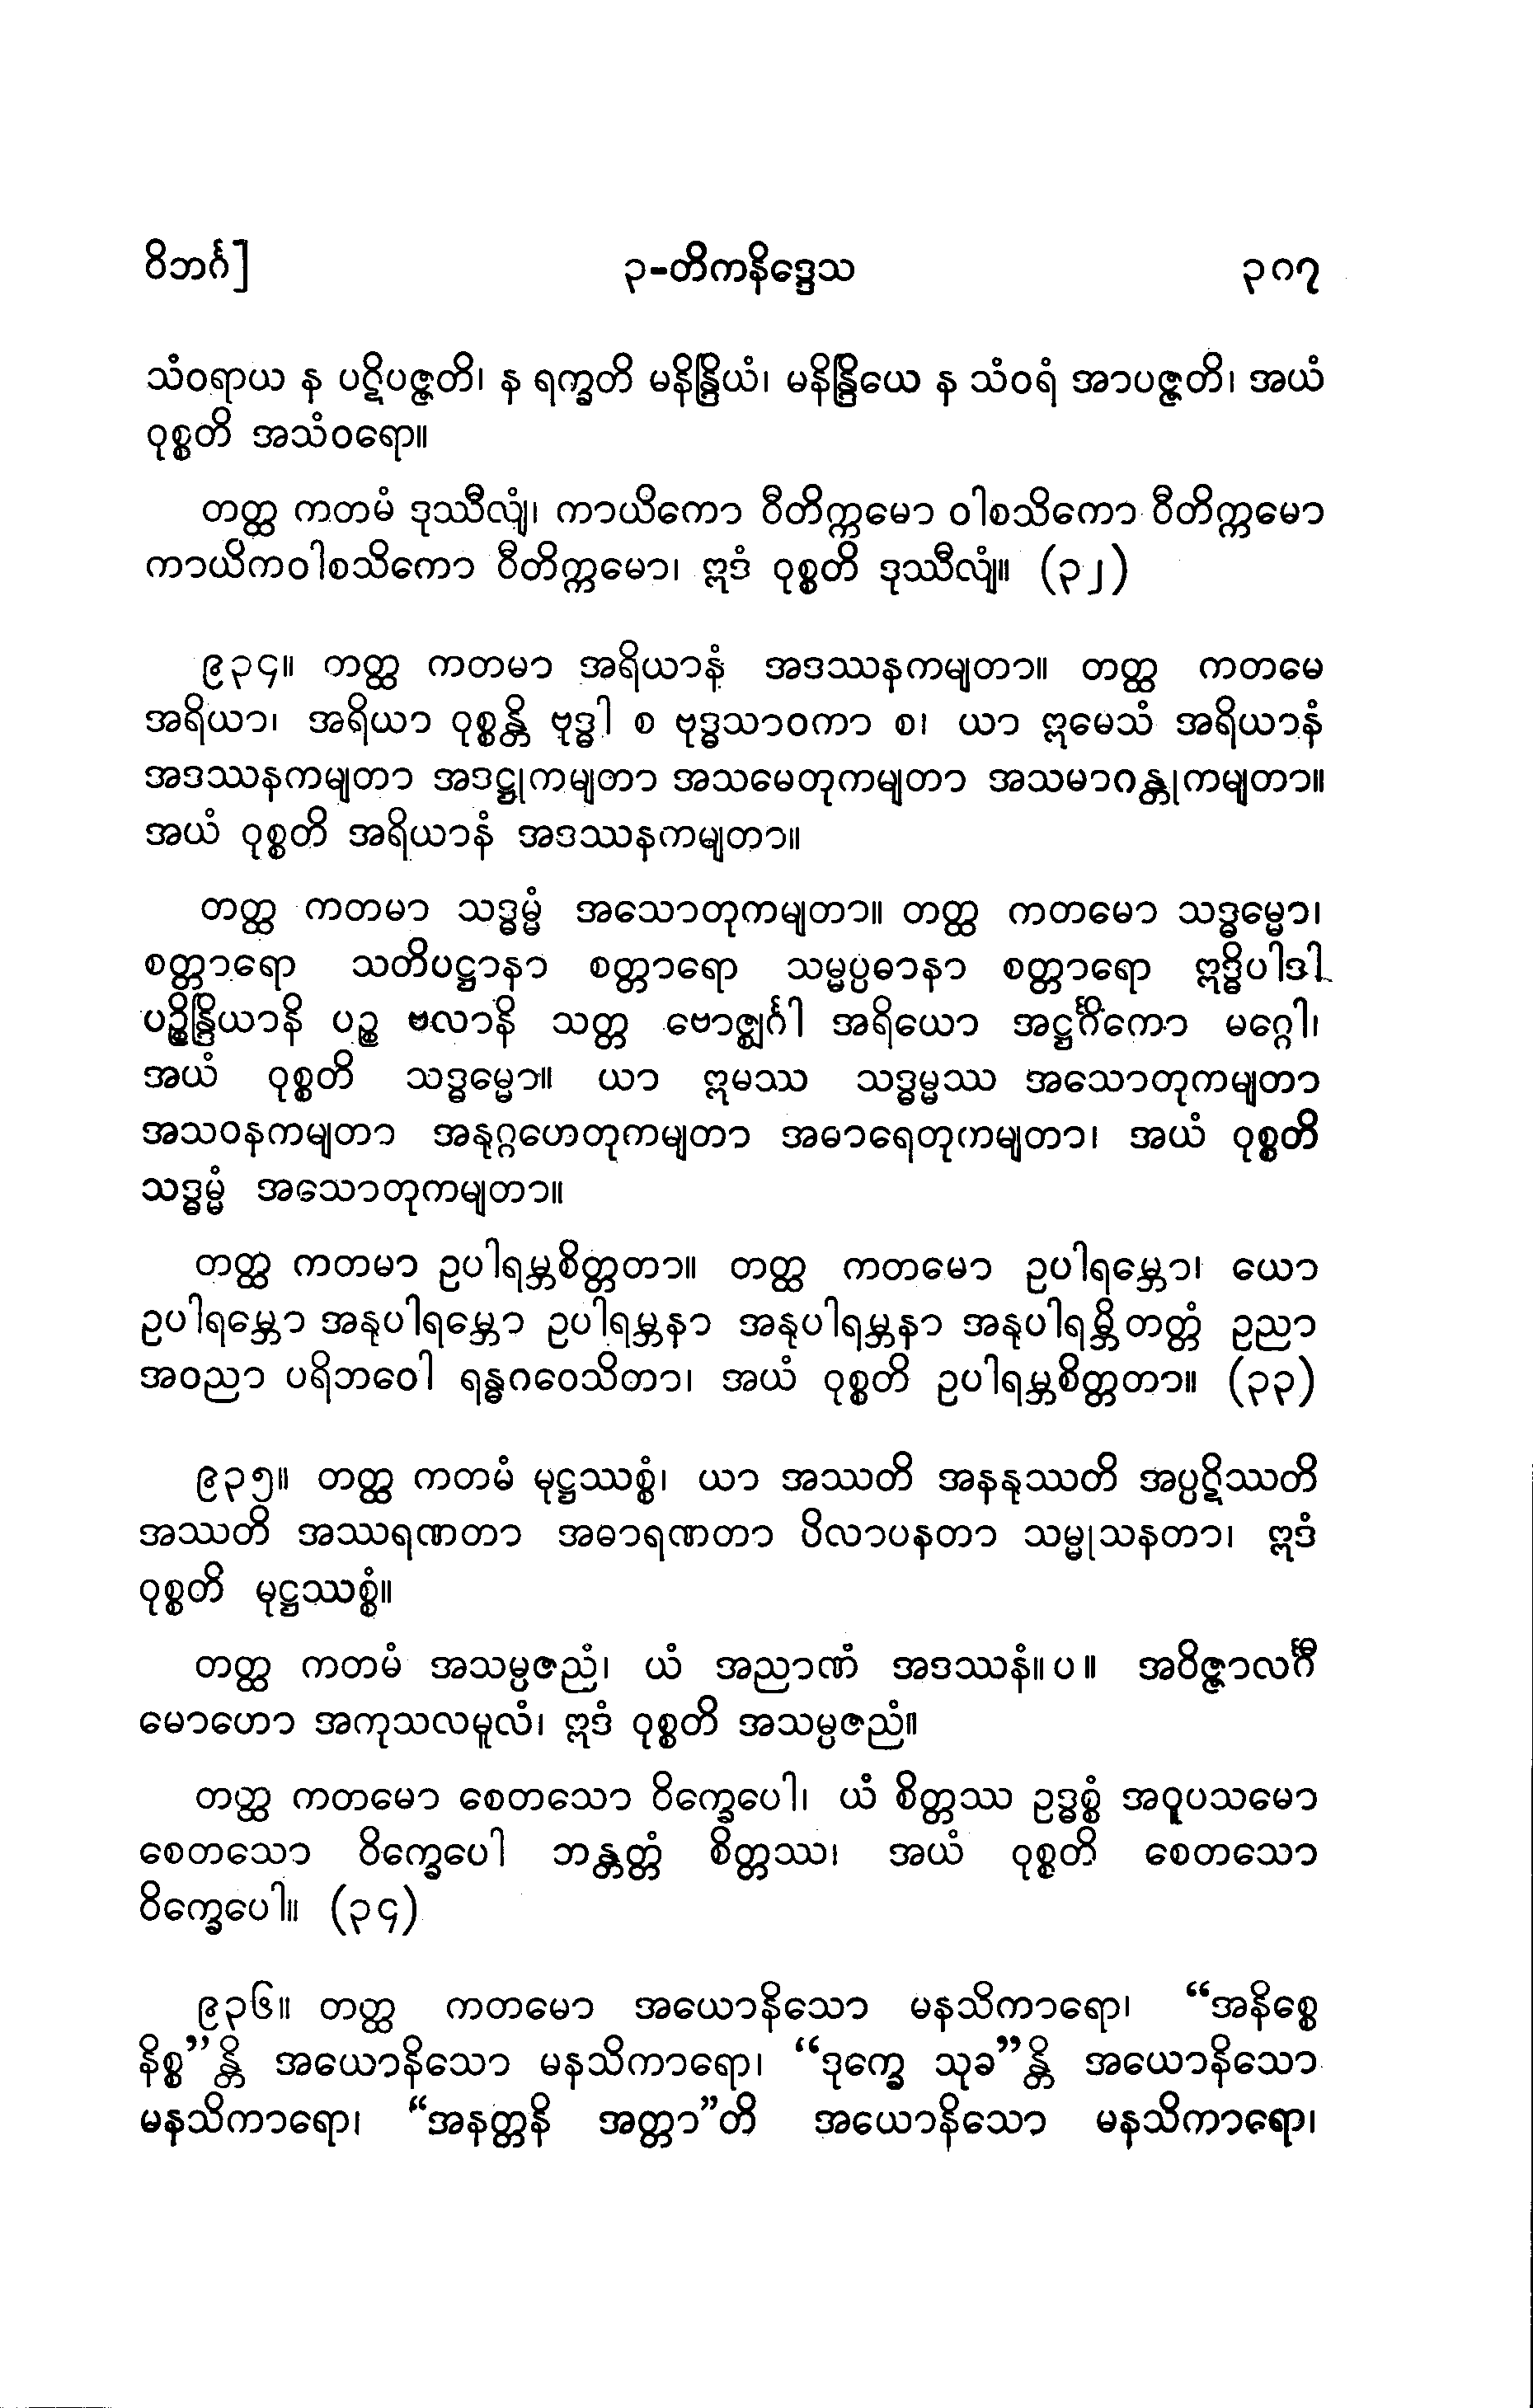 ဝိဘင်္ဂ] ၃-တိကနိဒ္ဒေသ ၃၈၇
သံဝရာယ န ပဋိပဇ္ဇတိ၊ န ရက္ခတိ မနိန္ဒြိယံ၊ မနိန္ဒြိယေ န သံဝရံ အာပဇ္ဇတိ၊ အယံ
ဝုစ္စတိ အသံဝရော။
တတ္ထ ကတမံ ဒုဿီလျံ၊ ကာယိကော ဝီတိက္ကမော ဝါစသိကော ဝီတိက္ကမော
ကာယိကဝါစသိကော ဝီတိက္ကမော၊ ဣဒံ ဝုစ္စတိ ဒုဿီလျံ။ (၃၂)
၉၃၄။ တတ္ထ ကတမာ အရိယာနံ အဒဿနကမျတာ။ တတ္ထ ကတမေ
အရိယာ၊ အရိယာ ဝုစ္စန္တိ ဗုဒ္ဓါ စ ဗုဒ္ဓသာဝကာ စ၊ ယာ ဣမေသံ အရိယာနံ
အဒဿနကမျတာ အဒဋ္ဌုကမျတာ အသမေတုကမျတာ အသမာဂန္တုကမျတာ။
အယံ ဝုစ္စတိ အရိယာနံ အဒဿနကမျတာ။
တတ္ထ ကတမာ သဒ္ဓမ္မံ အသောတုကမျတာ။ တတ္ထ ကတမော သဒ္ဓမ္မော၊
စတ္တာရော သတိပဋ္ဌာနာ စတ္တာရော သမ္မပ္ပဓာနာ စတ္တာရော ဣဒ္ဓိပါဒါ
ပဉ္စိန္ဒြိယာနိ ပဉ္စ ဗလာနိ သတ္တ ဗောဇ္ဈင်္ဂါ အရိယော အဋ္ဌင်္ဂိကော မဂ္ဂေါ၊
အယံ ဝုစ္စတိ သဒ္ဓမ္မော။ ယာ ဣမဿ သဒ္ဓမ္မဿ အသောတုကမျတာ
အသဝနကမျတာ အနုဂ္ဂဟေတုကမျတာ အဓာရေတုကမျတာ၊ အယံ ဝုစ္စတိ
သဒ္ဓမ္မံ အသောတုကမျတာ။
တတ္ထ ကတမာ ဥပါရမ္ဘစိတ္တတာ။ တတ္ထ ကတမော ဥပါရမ္ဘော၊ ယော
ဥပါရမ္ဘော အနုပါရမ္ဘော ဥပါရမ္ဘနာ အနုပါရမ္ဘနာ အနုပါရမ္ဘိတတ္တံ ဥညာ
အဝညာ ပရိဘဝေါ ရန္ဓဂဝေသိတာ၊ အယံ ဝုစ္စတိ ဥပါရမ္ဘစိတ္တတာ။ (၃၃)
၉၃၅။ တတ္ထ ကတမံ မုဋ္ဌဿစ္စံ၊ ယာ အဿတိ အနနုဿတိ အပ္ပဋိဿတိ
အဿတိ အဿရဏတာ အဓာရဏတာ ပိလာပနတာ သမ္မုသနတာ၊ ဣဒံ
ဝုစ္စတိ မုဋ္ဌဿစ္စံ။
တတ္ထ ကတမံ အသမ္ပဇညံ၊ ယံ အညာဏံ အဒဿနံ။ပ။ အဝိဇ္ဇာလင်္ဂီ
မောဟော အကုသလမူလံ၊ ဣဒံ ဝုစ္စတိ အသမ္ပဇညံ။
တတ္ထ ကတမော စေတသော ဝိက္ခေပေါ၊ ယံ စိတ္တဿ ဥဒ္ဓစ္စံ အဝူပသမော
စေတသော ဝိက္ခေပေါ ဘန္တတ္တံ စိတ္တဿ၊ အယံ ဝုစ္စတိ စေတသော
ဝိက္ခေပေါ။ (၃၄)
၉၃၆။ တတ္ထ ကတမော အယောနိသော မနသိကာရော၊ “အနိစ္စေ
နိစ္စ”န္တိ အယောနိသော မနသိကာရော၊ “ဒုက္ခေ သုခ”န္တိ အယောနိသော
မနသိကာရော၊ “အနတ္တနိ အတ္တာ”တိ အယောနိသော မနသိကာရော၊